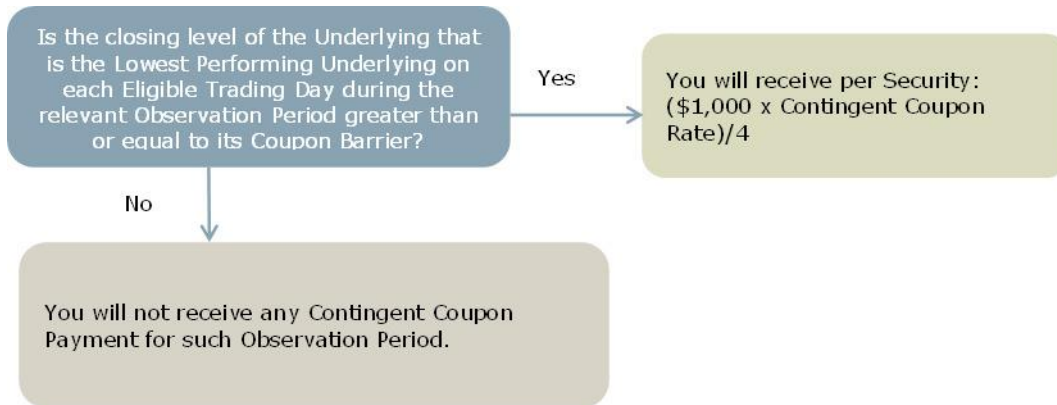 Is the closing level of the Underlying that
is the Lowest Performing Underlying on
each Eligible Trading Day during the
relevant Observation Period greater than
or equal to its Coupon Barrier?
Yes
You will receive per Security:
($1,000 x Contingent Coupon
Rate)/4
No
You will not receive any Contingent Coupon
Payment for such Observation Period.